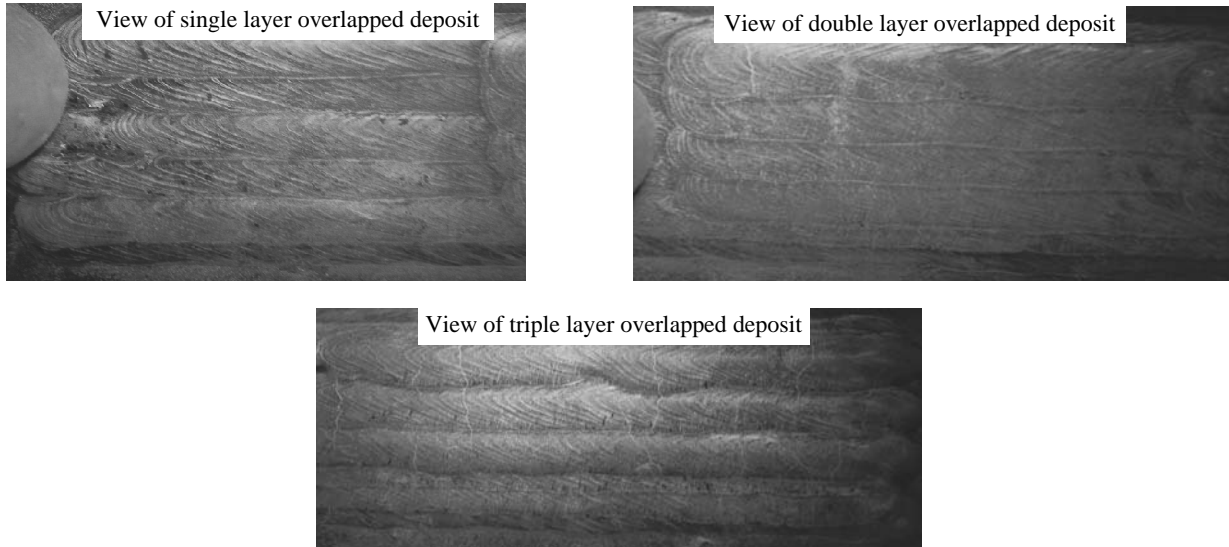 View of single layer overlapped deposit
View of double layer overlapped deposit
View of triple layer overlapped deposit